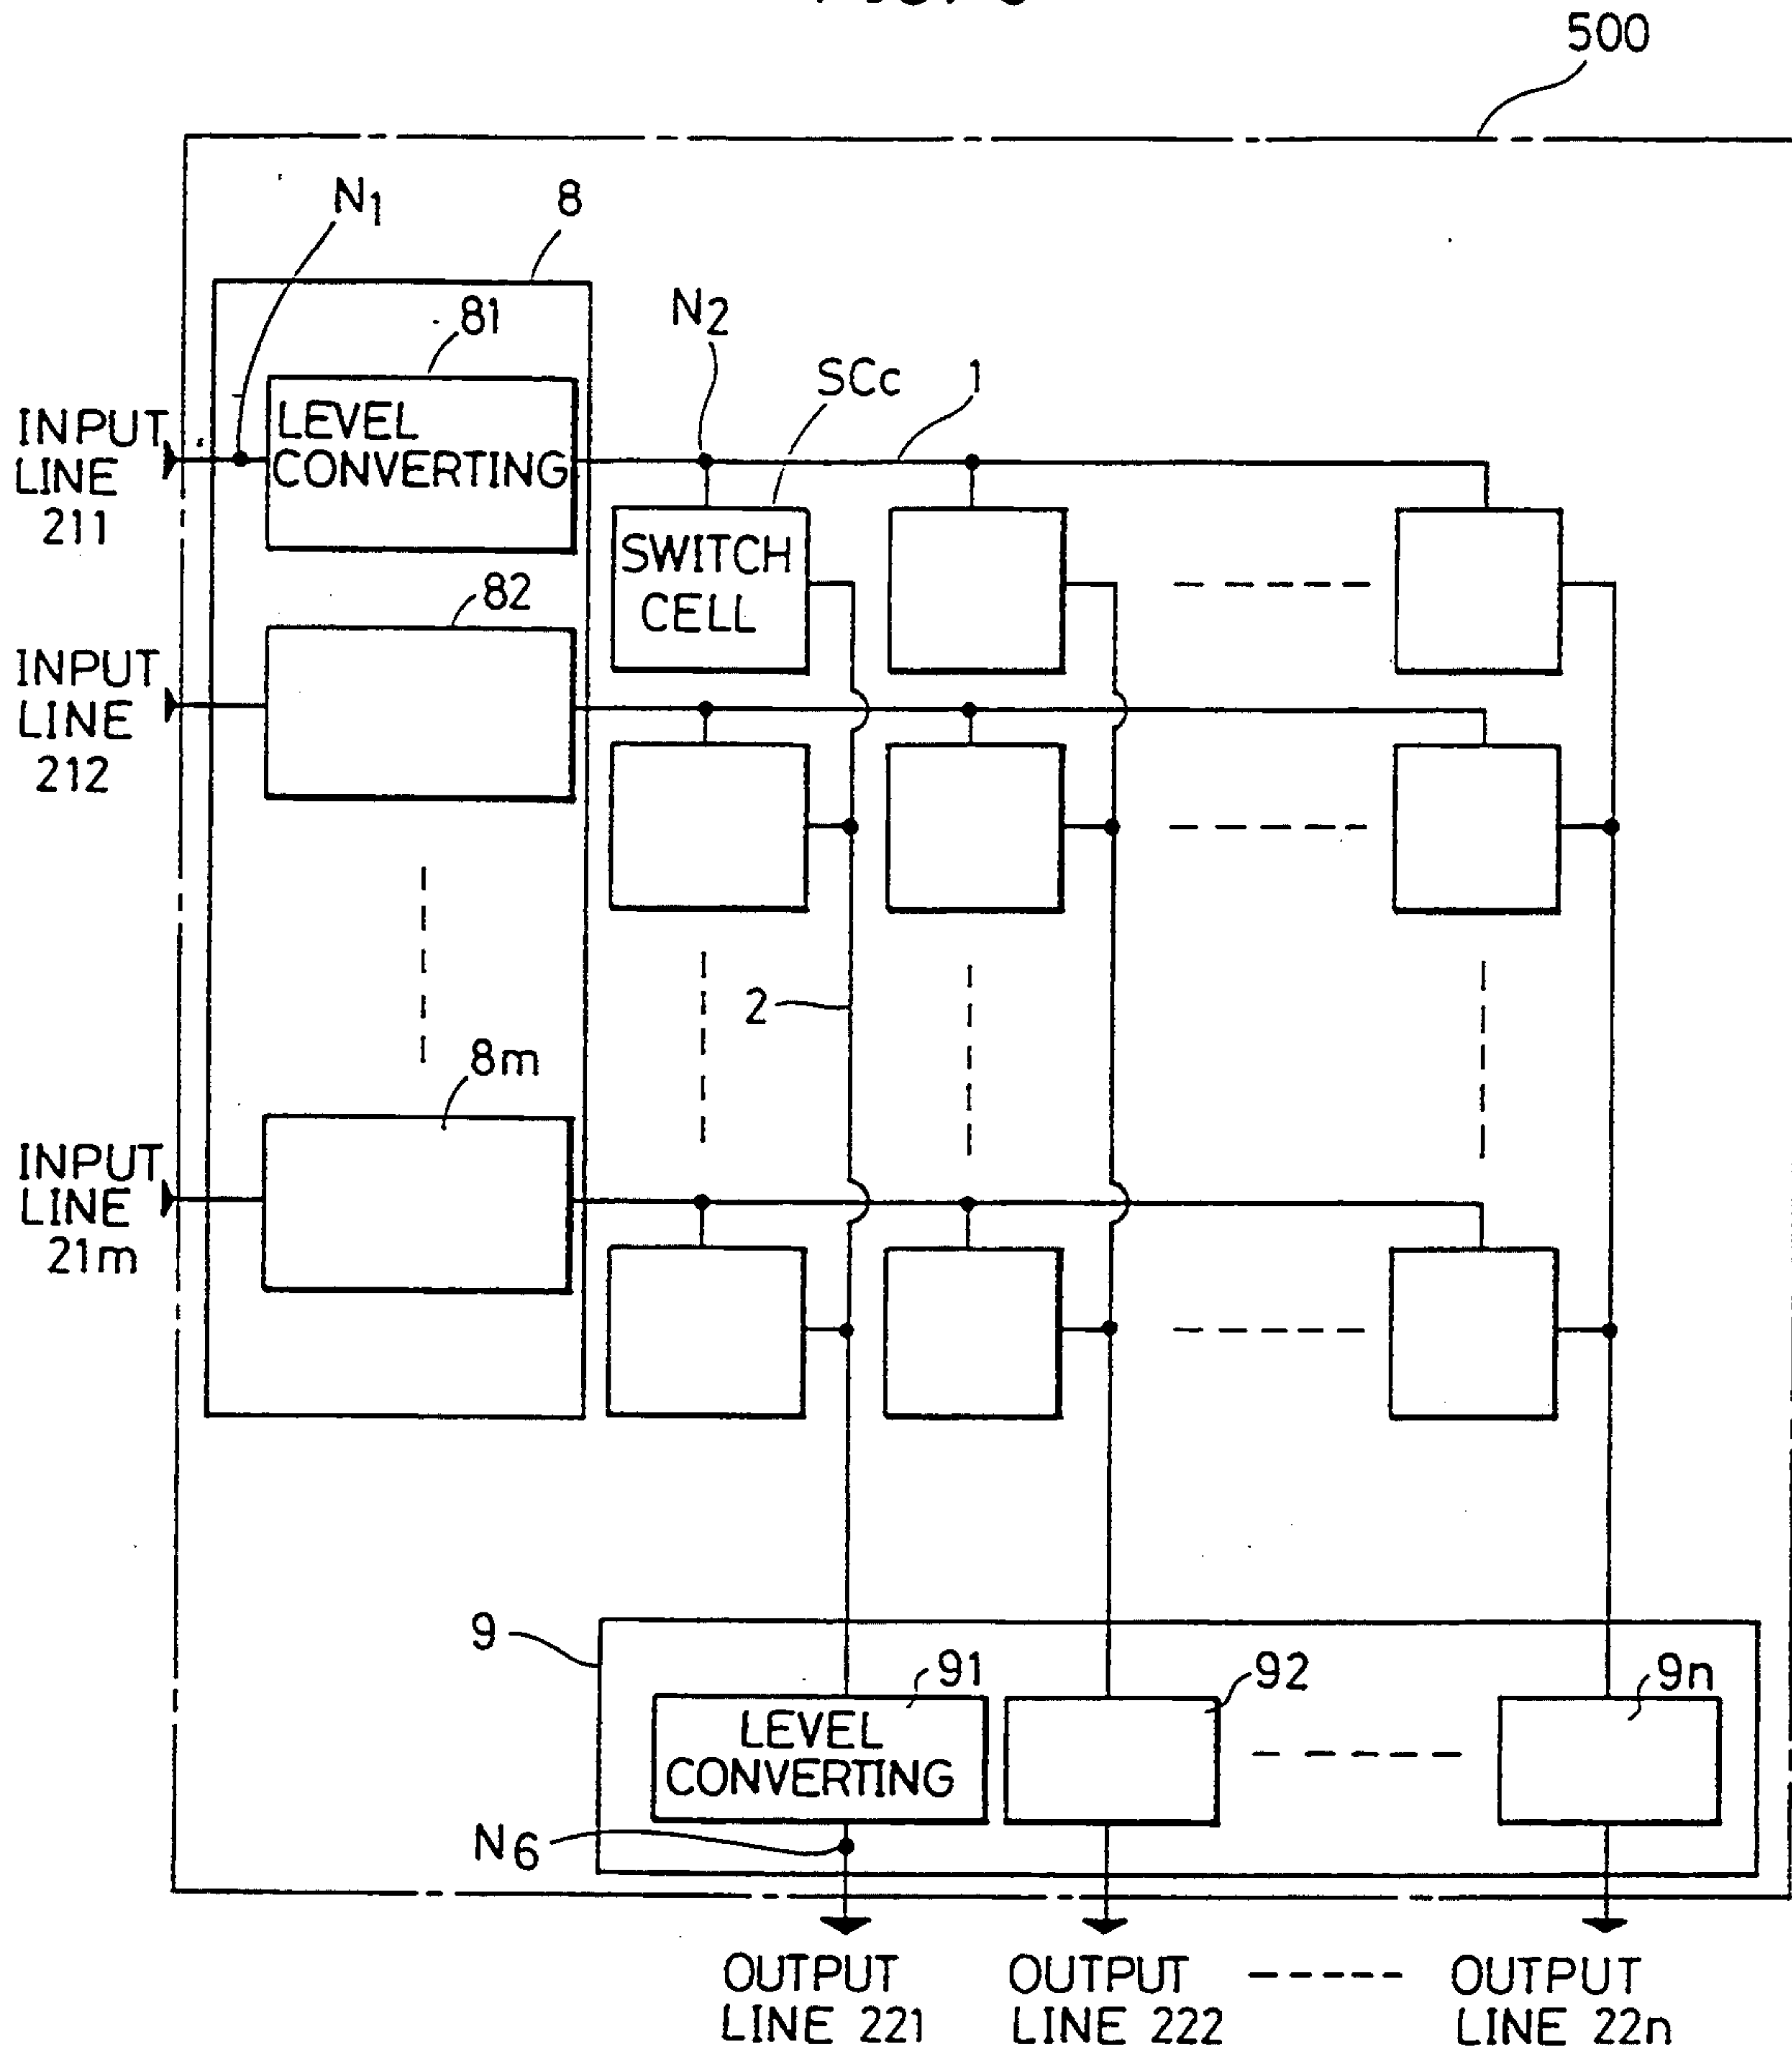 500
N1
8
81
N2
SCc
1
INPUT
LINE
211
LEVEL
CONVERTING
SWITCH
CELL
82
INPUT
LINE
212
2
8m
INPUT
LINE
21m
9
91
92
9n
LEVEL
CONVERTING
N6
OUTPUT
LINE 221
OUTPUT
LINE 222
OUTPUT
LINE 22n